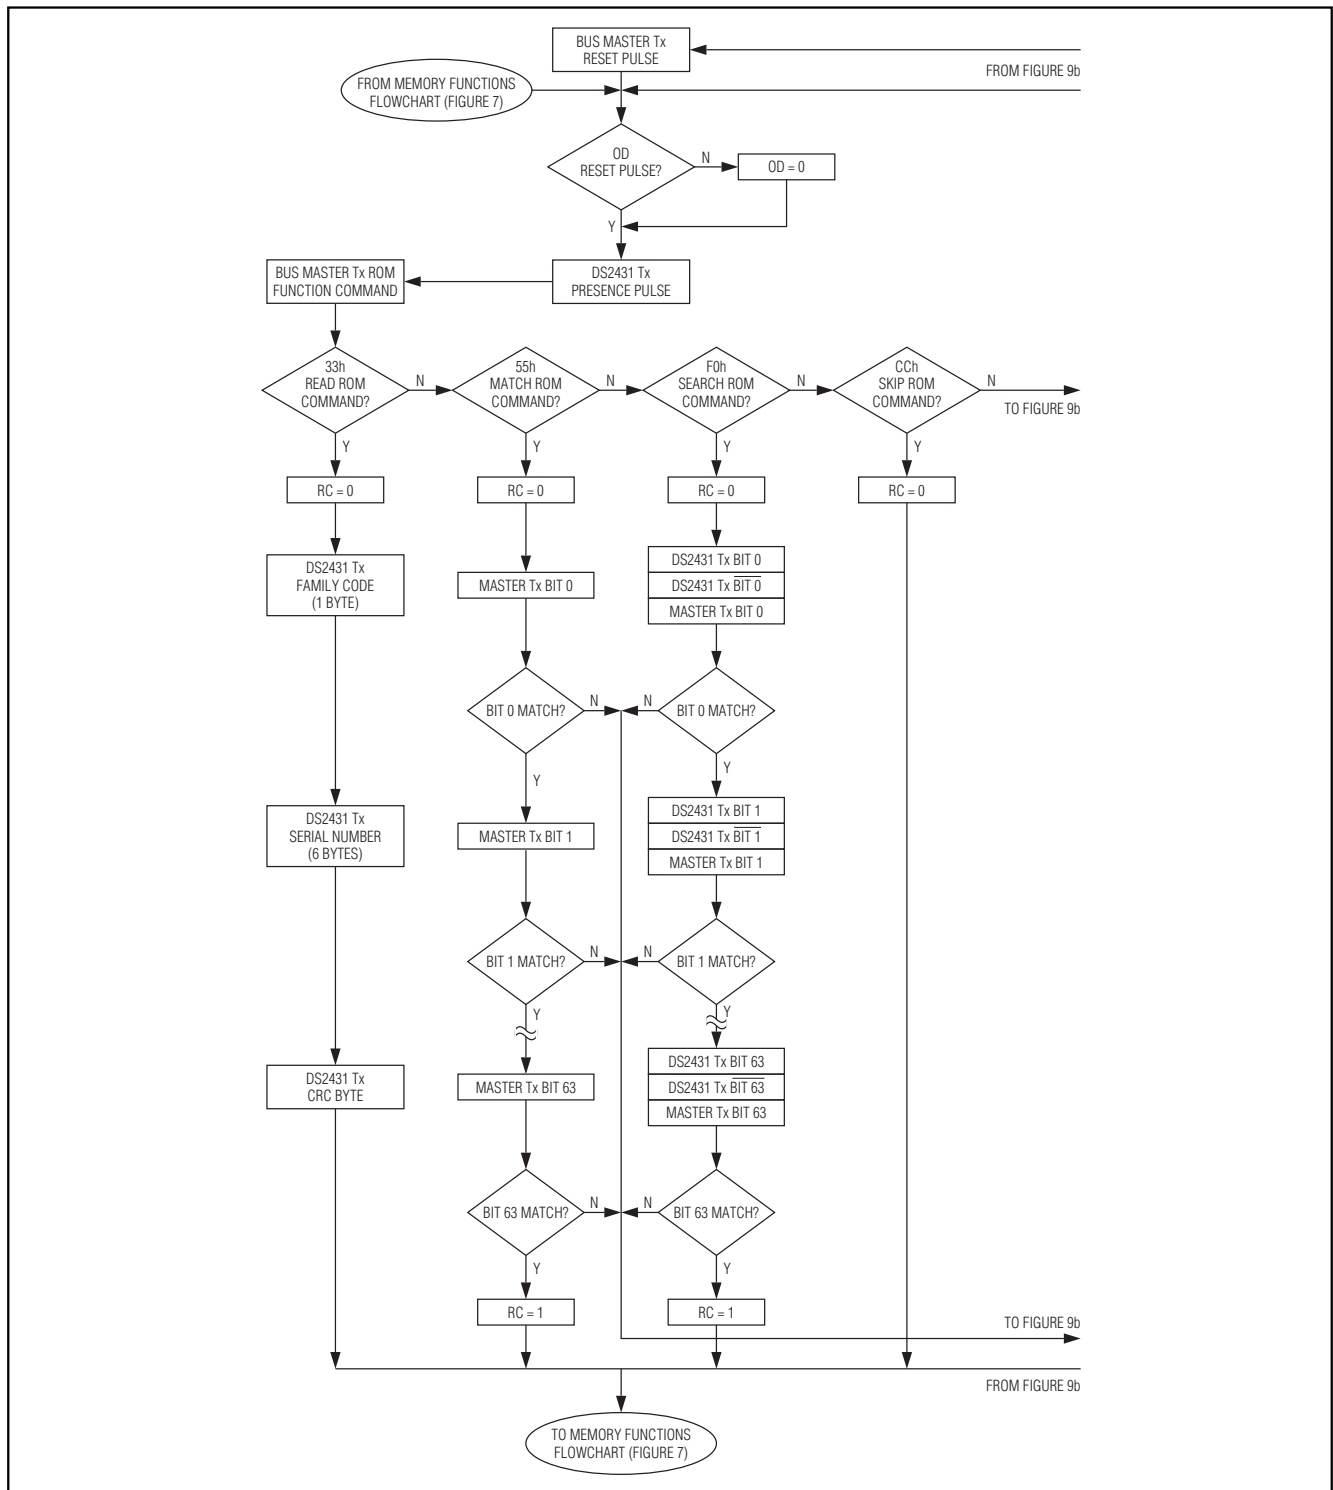 BUS MASTER Tx
RESET PULSE
FROM FIGURE 9b
FROM MEMORY FUNCTIONS
FLOWCHART (FIGURE 7)
OD
RESET PULSE?
N
OD = 0
Y
BUS MASTER Tx ROM
FUNCTION COMMAND
DS2431 Tx
PRESENCE PULSE
33h
READ ROM
COMMAND?
N
55h
MATCH ROM
COMMAND?
N
F0h
SEARCH ROM
COMMAND?
N
CCh
SKIP ROM
COMMAND?
N
TO FIGURE 9b
Y
Y
Y
Y
RC = 0
RC = 0
RC = 0
RC = 0
DS2431 Tx
FAMILY CODE
(1 BYTE)
MASTER Tx BIT 0
DS2431 Tx BIT 0
DS2431 Tx B̅I̅T̅ ̅0̅
MASTER Tx BIT 0
BIT 0 MATCH?
N
N
BIT 0 MATCH?
Y
Y
DS2431 Tx
SERIAL NUMBER
(6 BYTES)
MASTER Tx BIT 1
DS2431 Tx BIT 1
DS2431 Tx B̅I̅T̅ ̅1̅
MASTER Tx BIT 1
BIT 1 MATCH?
N
N
BIT 1 MATCH?
Y
Y
DS2431 Tx
CRC BYTE
MASTER Tx BIT 63
DS2431 Tx BIT 63
DS2431 Tx B̅I̅T̅ ̅6̅3̅
MASTER Tx BIT 63
BIT 63 MATCH?
N
N
BIT 63 MATCH?
Y
Y
RC = 1
RC = 1
TO FIGURE 9b
FROM FIGURE 9b
TO MEMORY FUNCTIONS
FLOWCHART (FIGURE 7)